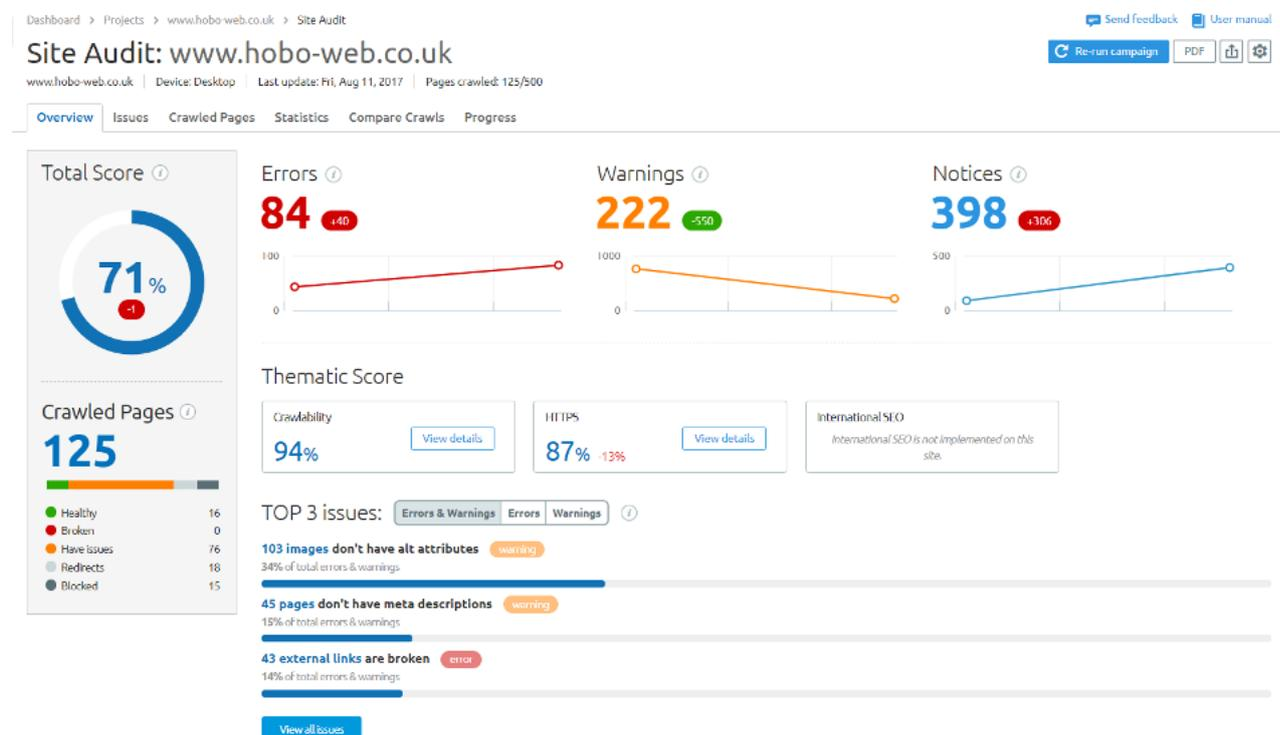 Dashboard > Projects > www.hobo-web.co.uk > Site Audit
Send feedback User manual
Site Audit: www.hobo-web.co.uk
Re-run campaign PDF
www.hobo-web.co.uk Device: Desktop Last update: Fri, Aug 11, 2017 Pages crawled: 125/500
Overview Issues Crawled Pages Statistics Compare Crawls Progress
Total Score
71%
-1
Errors
84 +40
100
0
Warnings
222 -550
1000
0
Notices
398 +306
500
0
Crawled Pages
125
Healthy 16
Broken 0
Have issues 76
Redirects 18
Blocked 15
Thematic Score
Crawlability
94% View details
HTTPS
87% -13% View details
International SEO
International SEO is not implemented on this
site.
TOP 3 issues: Errors & Warnings Errors Warnings
103 images don't have alt attributes warning
34% of total errors & warnings
45 pages don't have meta descriptions warning
15% of total errors & warnings
43 external links are broken error
14% of total errors & warnings
View all issues